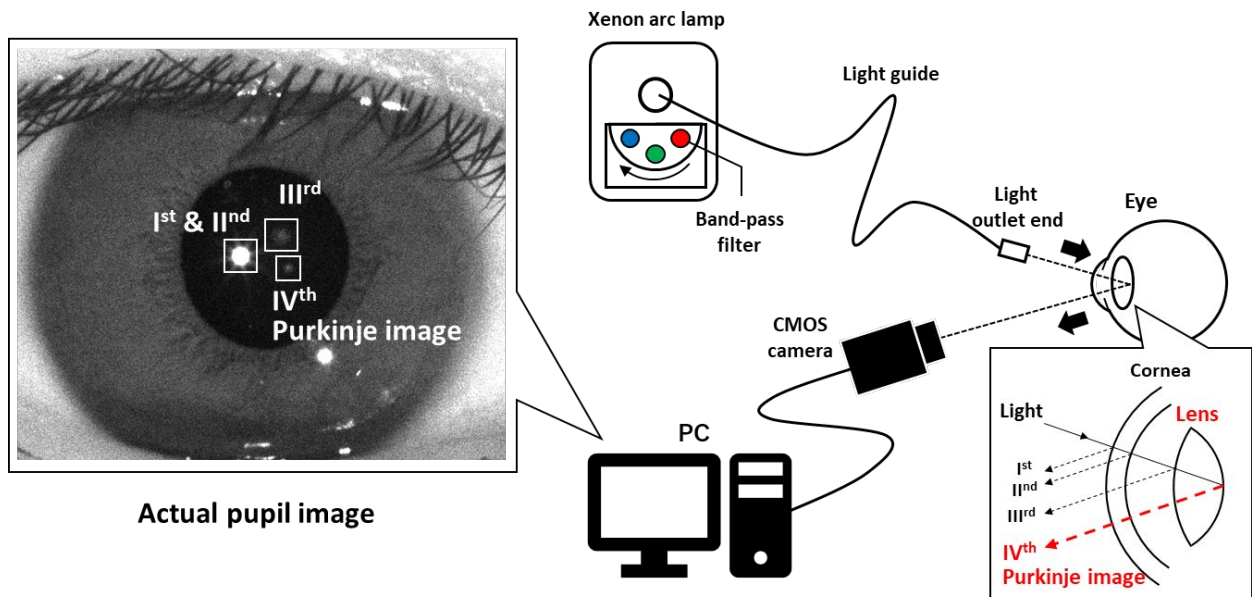 IIIrd
Ist & IInd
IVth
Purkinje image
Actual pupil image
Xenon arc lamp
Light guide
Band-pass
filter
Light
outlet end
Eye
CMOS
camera
PC
Cornea
Light
Lens
Ist
IInd
IIIrd
IVth
Purkinje image